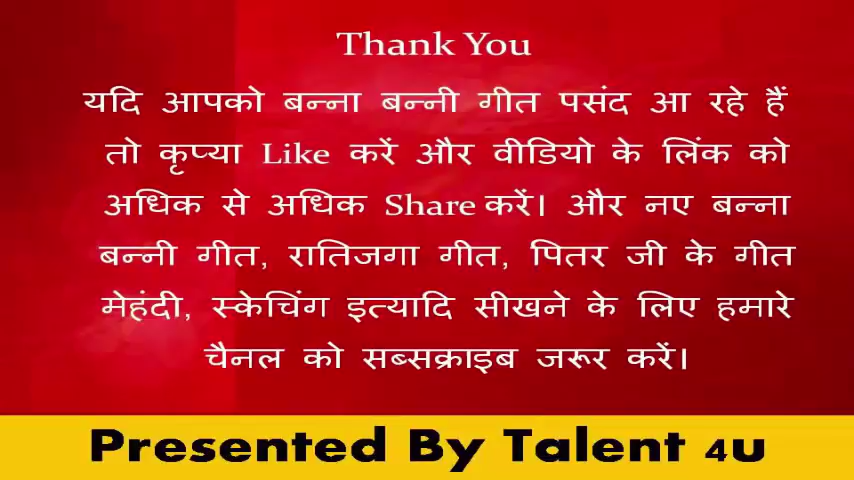 Thank You
यदि आपको बन्ना बन्नी गीत पसंद आ रहे हैं
तो कृप्या Like करें और वीडियो के लिंक को
अधिक से अधिक Share करें। और नए बन्ना
बन्नी गीत, रातिजगा गीत, पितर जी के गीत
मेहंदी, स्केचिंग इत्यादि सीखने के लिए हमारे
चैनल को सब्सक्राइब जरूर करें।
Presented By Talent 4u